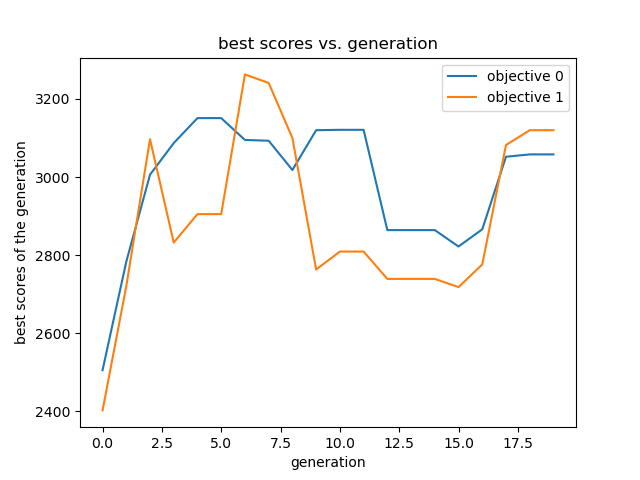 best scores vs. generation
objective 0
objective 1
best scores of the generation
3200
3000
2800
2600
2400
0.0 2.5 5.0 7.5 10.0 12.5 15.0 17.5
generation